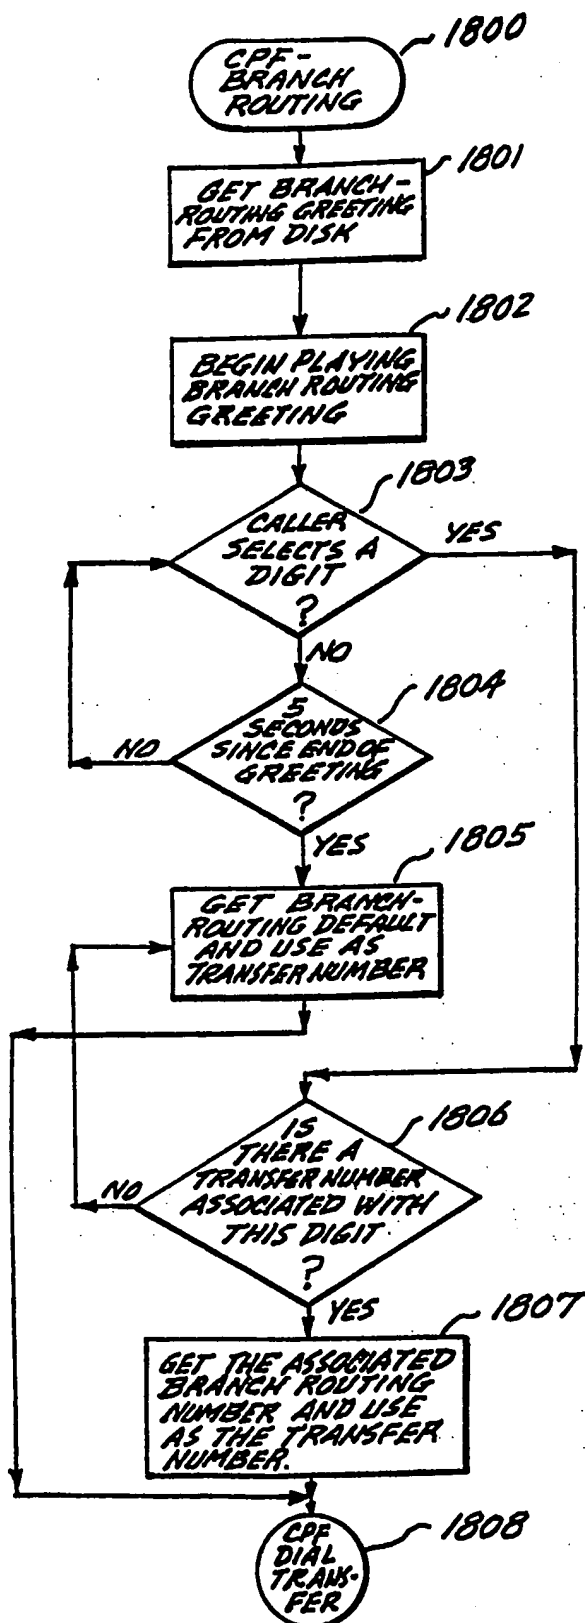 1800
CPF-
BRANCH
ROUTING
1801
GET BRANCH-
ROUTING GREETING
FROM DISK
1802
BEGIN PLAYING
BRANCH ROUTING
GREETING
1803
CALLER
SELECTS A
DIGIT
?
YES
NO
1804
5
SECONDS
SINCE END OF
GREETING
?
NO
YES
1805
GET BRANCH-
ROUTING DEFAULT
AND USE AS
TRANSFER NUMBER
1806
IS
THERE A
TRANSFER NUMBER
ASSOCIATED WITH
THIS DIGIT
?
NO
YES
1807
GET THE ASSOCIATED
BRANCH ROUTING
NUMBER AND USE
AS THE TRANSFER
NUMBER.
1808
CPF
DIAL
TRANS-
FER